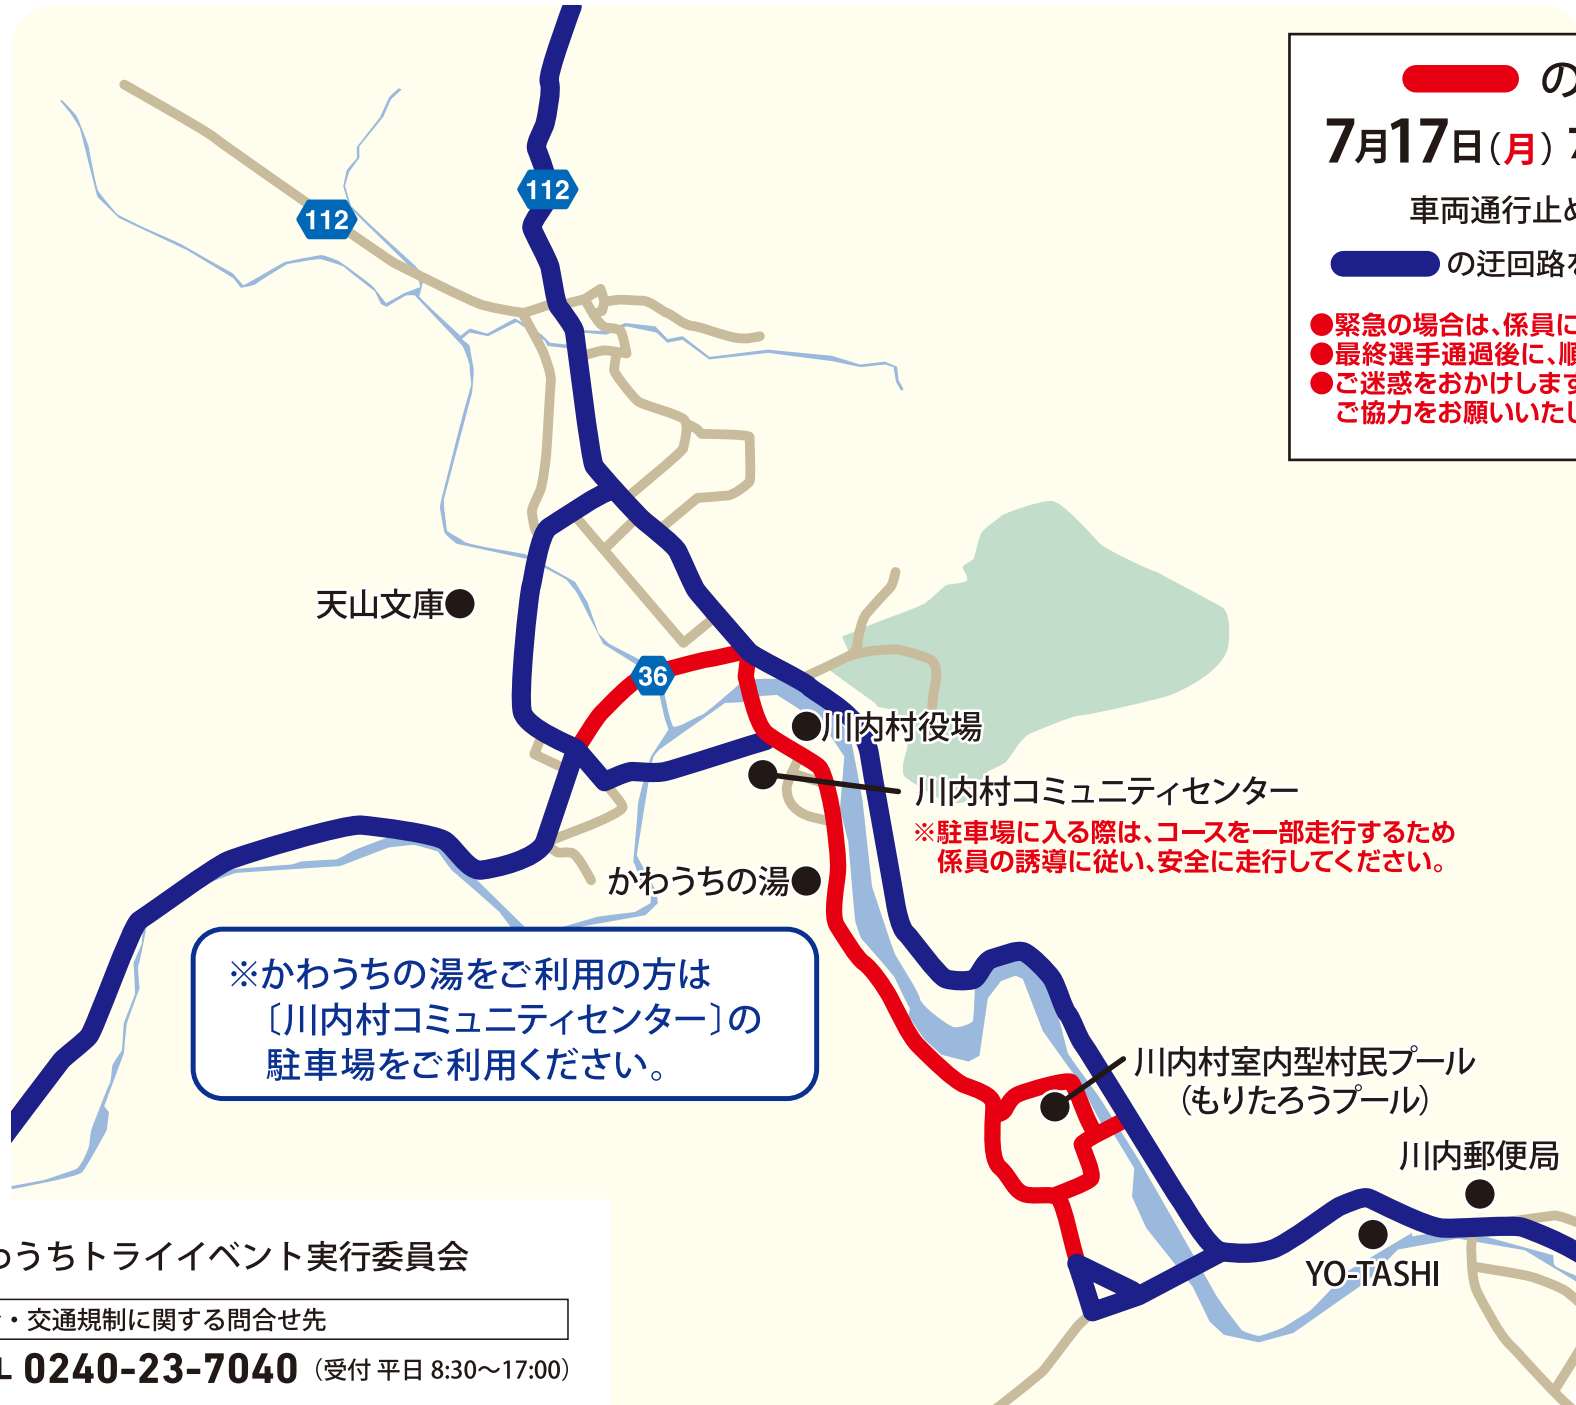 の
7月17日（月）7
車両通行止め
の迂回路を
●緊急の場合は、係員に
●最終選手通過後に、順
●ご迷惑をおかけします
ご協力をお願いいたし
112
112
天山文庫
36
川内村役場
川内村コミュニティセンター
※駐車場に入る際は、コースを一部走行するため
係員の誘導に従い、安全に走行してください。
かわうちの湯
※かわうちの湯をご利用の方は
〔川内村コミュニティセンター〕の
駐車場をご利用ください。
川内村室内型村民プール
（もりたろうプール）
川内郵便局
YO-TASHI
わうちトライイベント実行委員会
・交通規制に関する問合せ先
L 0240-23-7040（受付 平日 8:30～17:00）